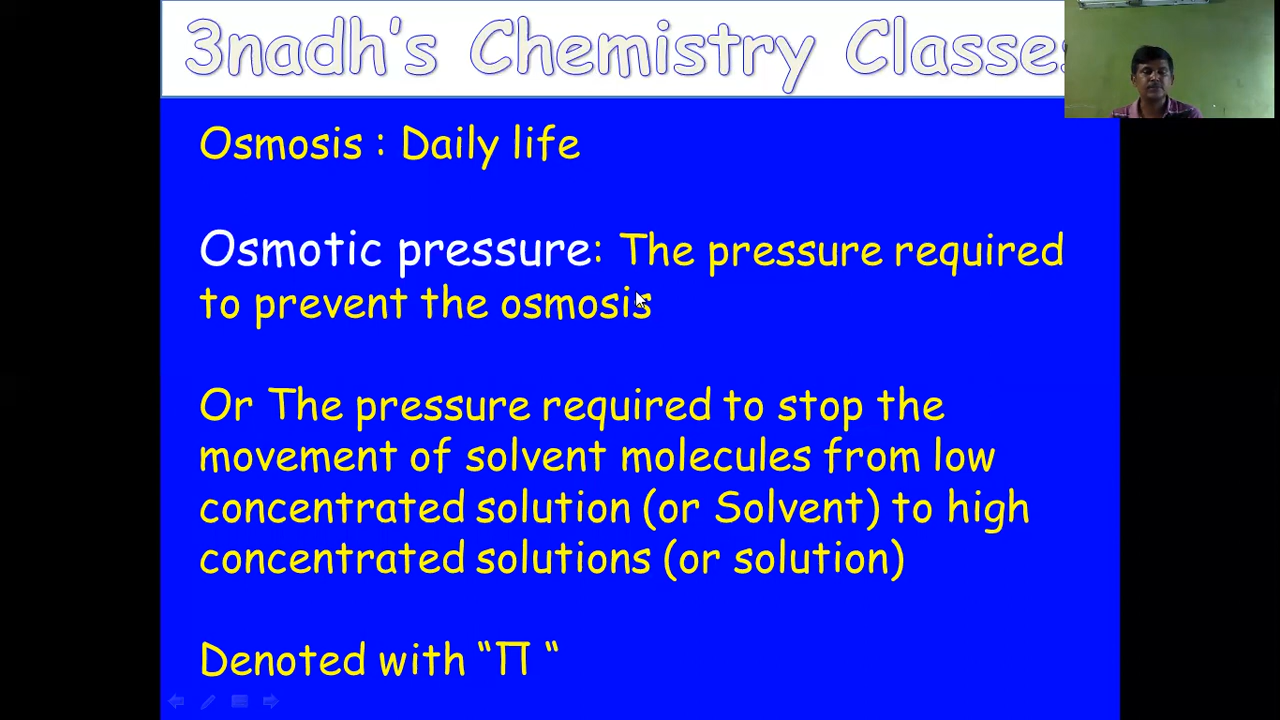 3nadh's Chemistry Classes
Osmosis : Daily life
Osmotic pressure: The pressure required
to prevent the osmosis
Or The pressure required to stop the
movement of solvent molecules from low
concentrated solution (or Solvent) to high
concentrated solutions (or solution)
Denoted with “Π “